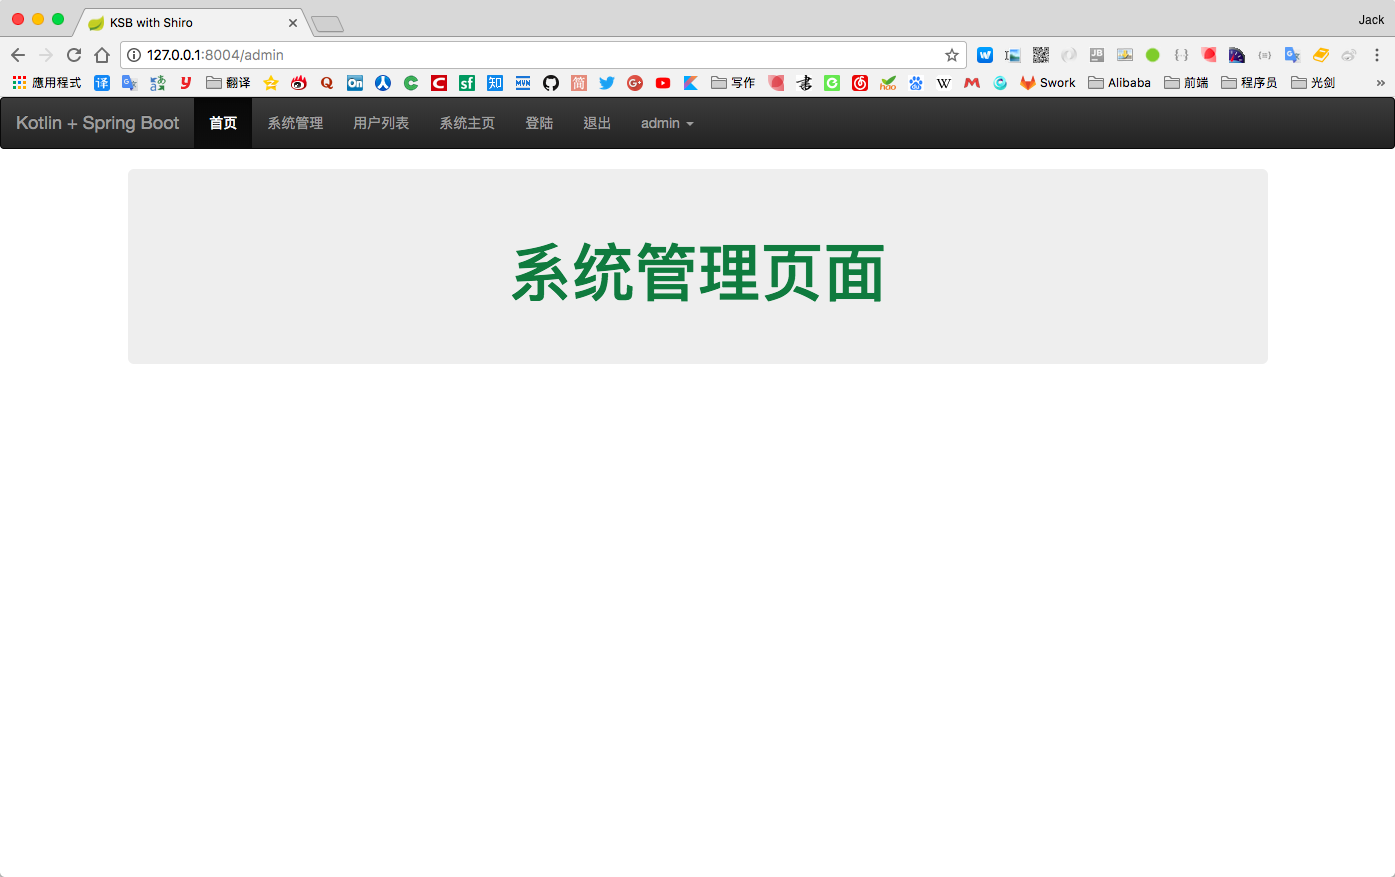 KSB with Shiro
Jack
127.0.0.1:8004/admin
應用程式 翻译 写作 Swork Alibaba 前端 程序员 光剑 »
Kotlin + Spring Boot 首页 系统管理 用户列表 系统主页 登陆 退出 admin
系统管理页面